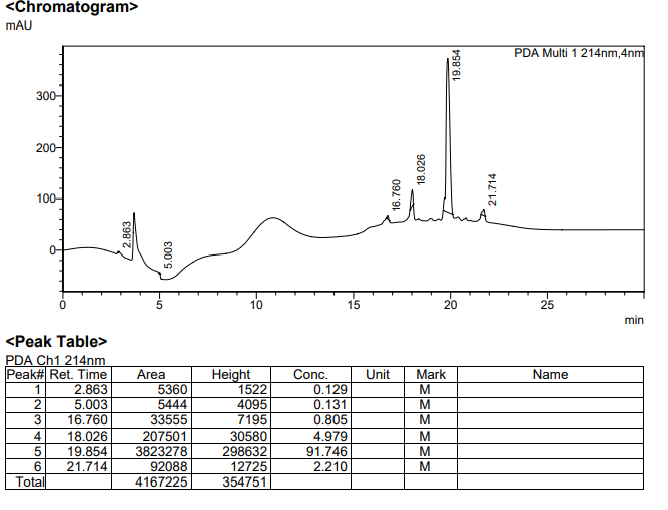 <Chromatogram>
mAU
PDA Multi 1 214nm,4nm
300
200
100
0
2.863
5.003
16.760
18.026
19.854
21.714
0 5 10 15 20 25
min
<Peak Table>
PDA Ch1 214nm
Peak# Ret. Time Area Height Conc. Unit Mark Name
1 2.863 5360 1522 0.129 M
2 5.003 5444 4095 0.131 M
3 16.760 33555 7195 0.805 M
4 18.026 207501 30580 4.979 M
5 19.854 3823278 298632 91.746 M
6 21.714 92088 12725 2.210 M
Total 4167225 354751